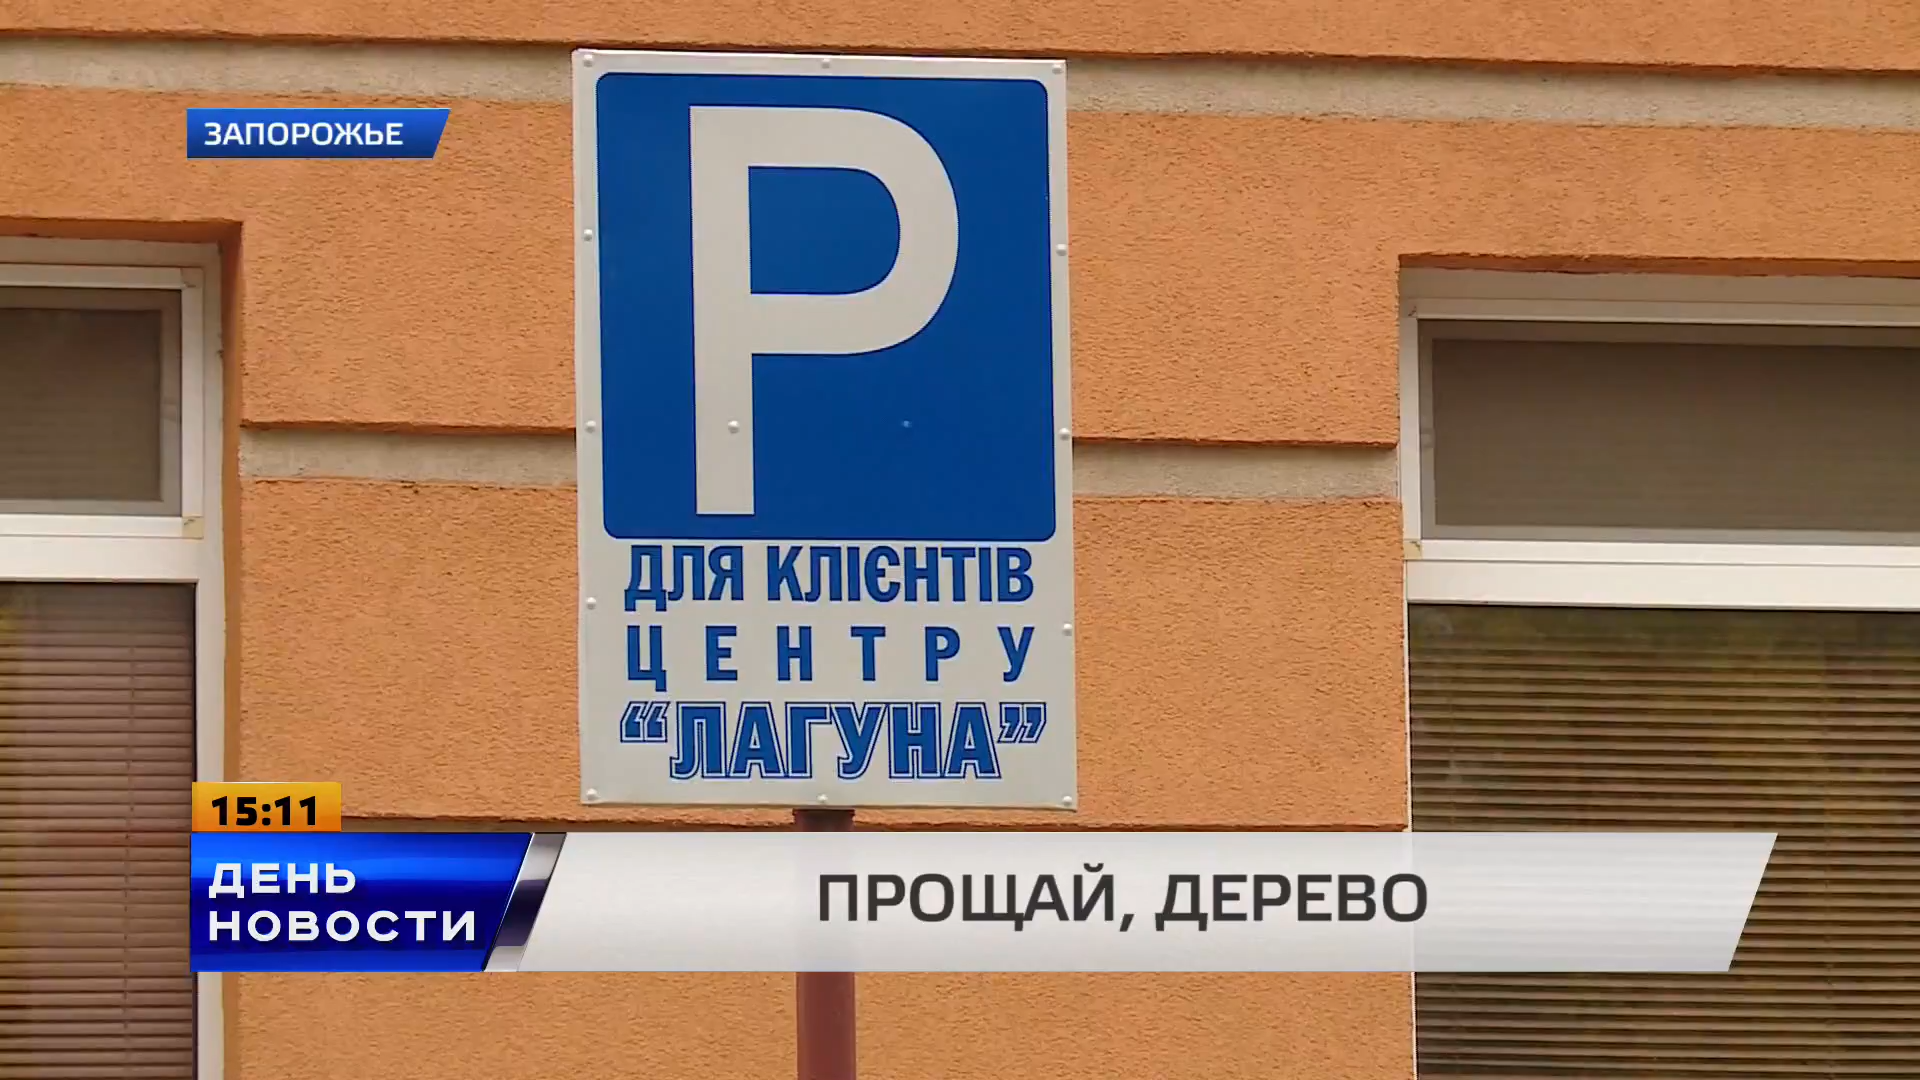 ЗАПОРОЖЬЕ
P
ДЛЯ КЛІЄНТІВ
ЦЕНТРУ
“ЛАГУНА”
15:11
ДЕНЬ
НОВОСТИ
ПРОЩАЙ, ДЕРЕВО